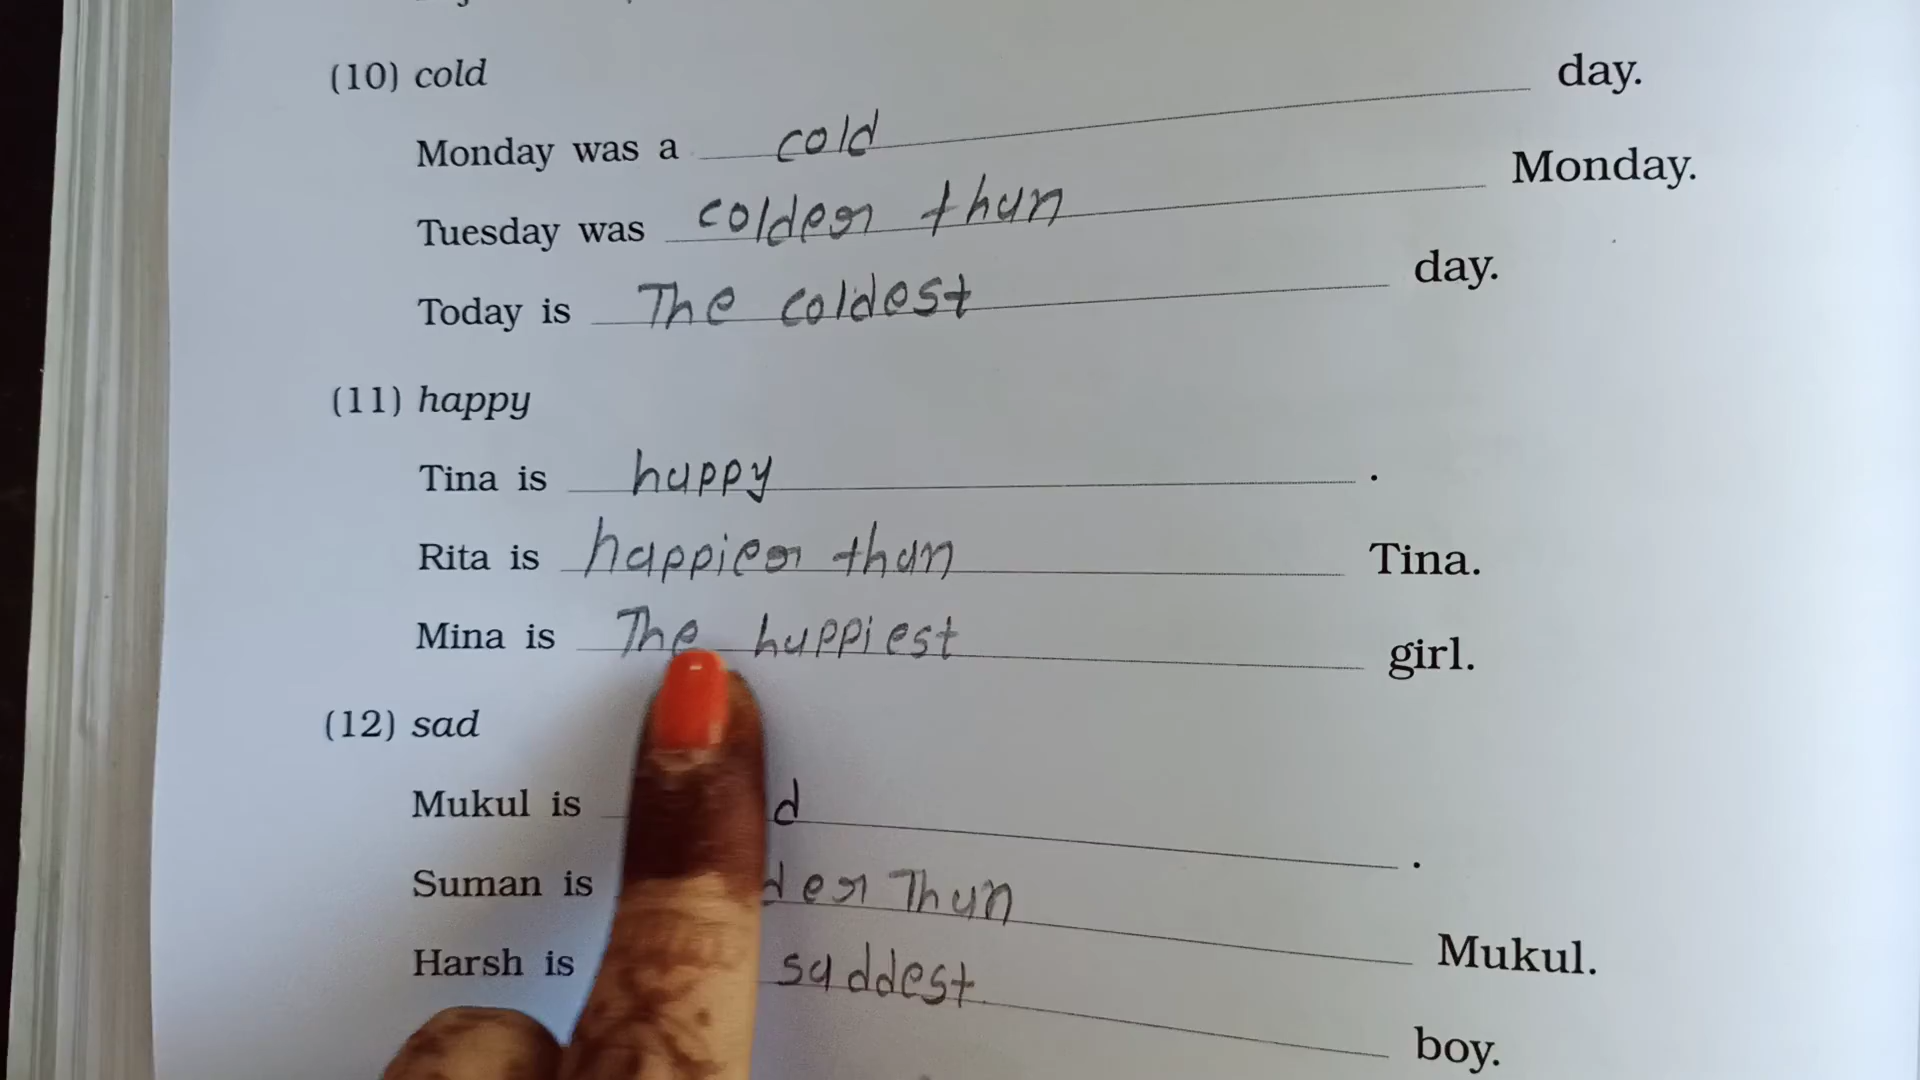 (10) cold
Monday was a cold day.
Tuesday was colder than Monday.
Today is The coldest day.
(11) happy
Tina is happy .
Rita is happier than Tina.
Mina is The happiest girl.
(12) sad
Mukul is .
Suman is Than Mukul.
Harsh is saddest boy.